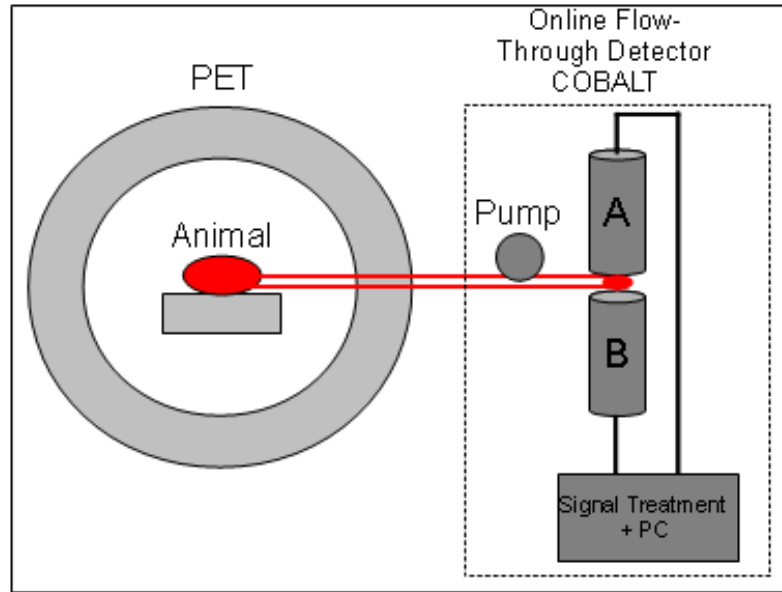 PET
Online Flow-
Through Detector
COBALT
Animal
Pump
A
B
Signal Treatment
+ PC